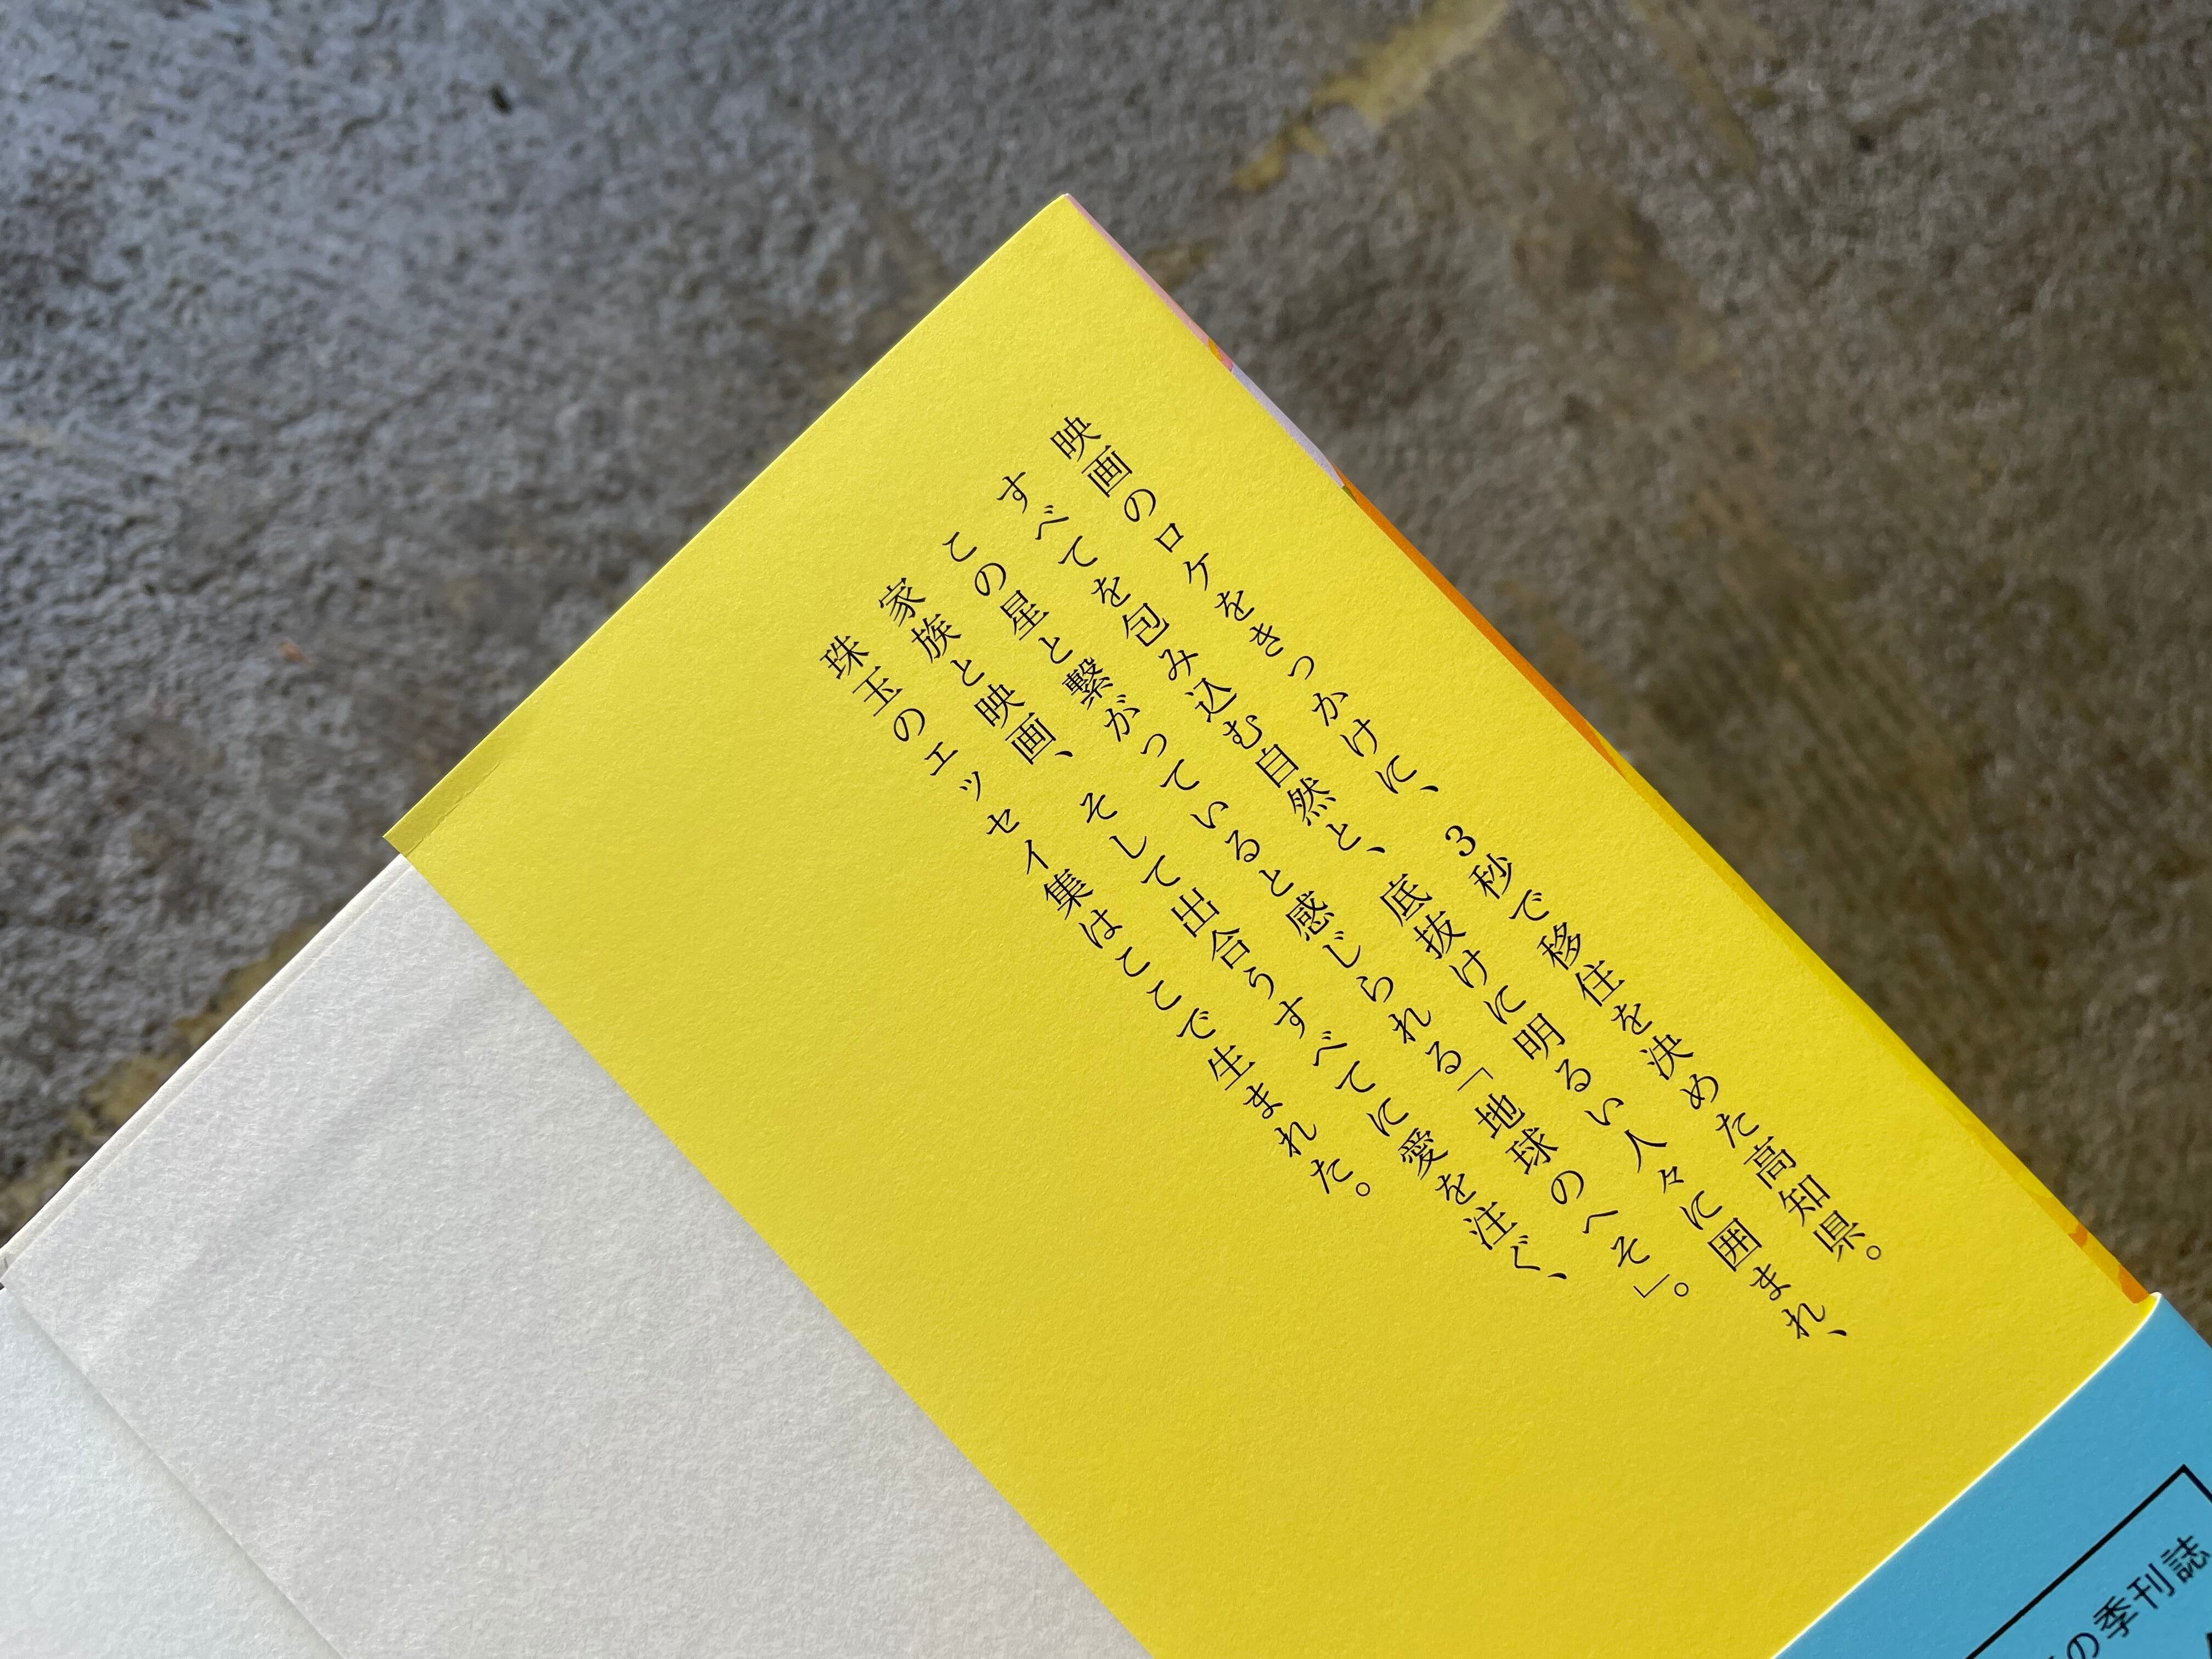 映画のロケをきっかけに、3秒で移住を決めた高知県。
すべてを包み込む自然と、底抜けに明るい人々に囲まれ、
この星と繋がっていると感じられる「地球のへそ」。
家族と映画、そして出合うすべてに愛を注ぐ、
珠玉のエッセイ集はここで生まれた。
の季刊誌